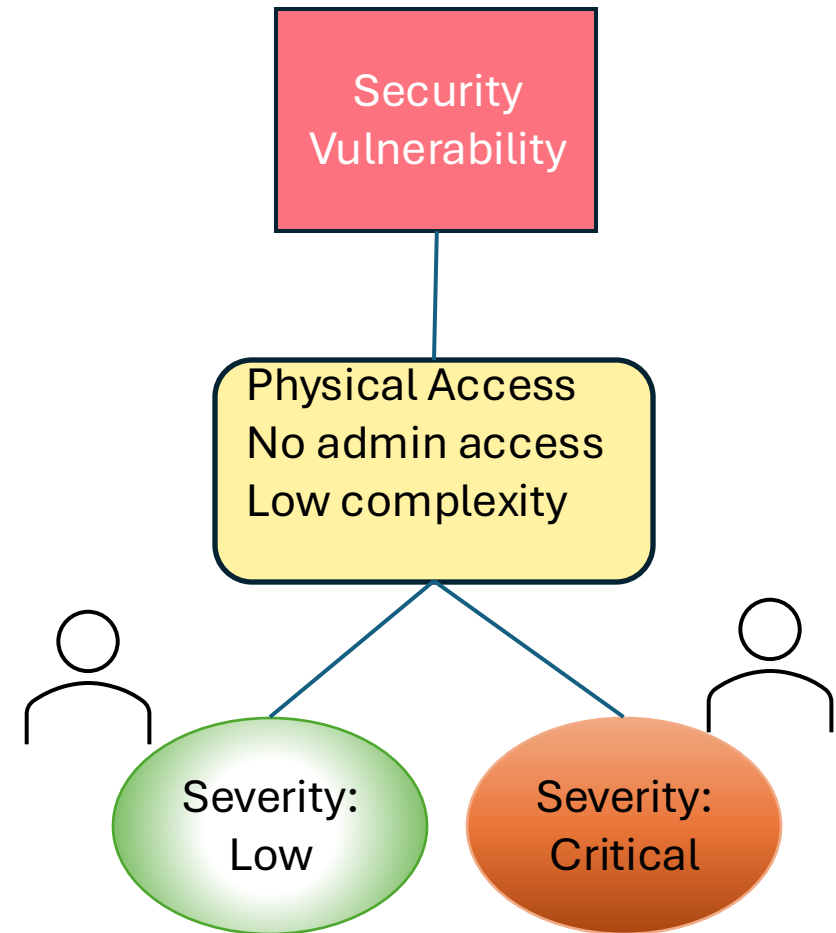 Security
Vulnerability
Physical Access
No admin access
Low complexity
Severity:
Low
Severity:
Critical